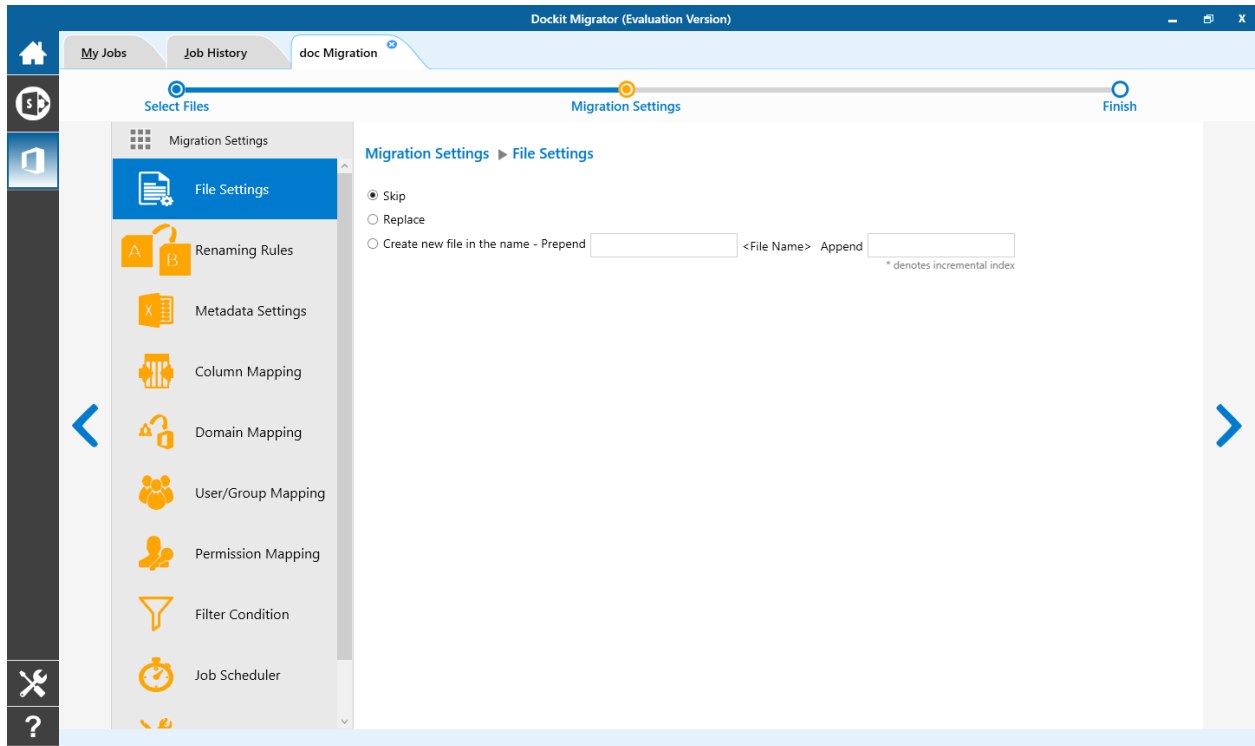 Dockit Migrator (Evaluation Version)
X
My Jobs
Job History
doc Migration
Select Files
Migration Settings
Finish
S
Migration Settings
Migration Settings ▶ File Settings
File Settings
Skip
Replace
Create new file in the name - Prepend <File Name> Append
* denotes incremental index
A B Renaming Rules
X Metadata Settings
Column Mapping
Domain Mapping
User/Group Mapping
Permission Mapping
Filter Condition
Job Scheduler
?